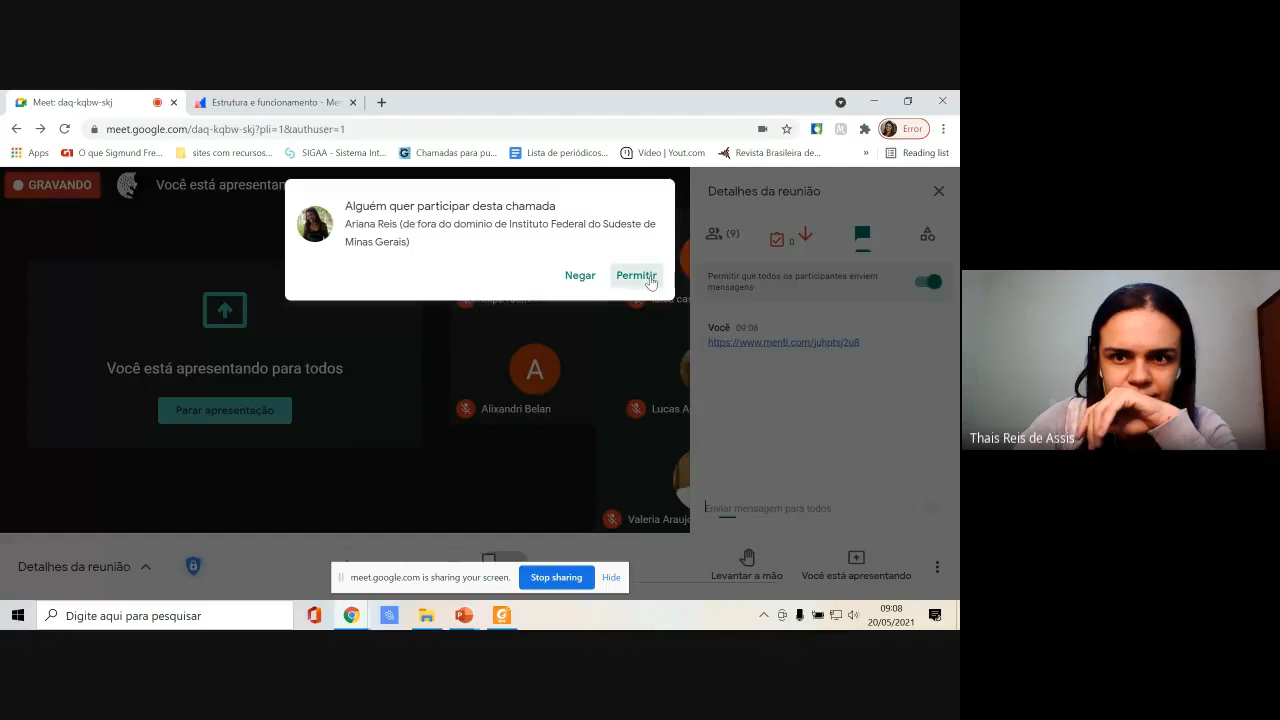 Meet: daq-kqbw-skj
Estrutura e funcionamento - Me
meet.google.com/daq-kqbw-skj?pli=1&authuser=1
Error
Apps
O que Sigmund Fre...
sites com recursos...
SIGAA - Sistema Int...
Chamadas para pu...
Lista de periódicos...
Vídeo | Yout.com
Revista Brasileira de...
»
Reading list
GRAVANDO
Você está apresentan
Alguém quer participar desta chamada
Ariana Reis (de fora do domínio de Instituto Federal do Sudeste de
Minas Gerais)
Negar
Permitir
Detalhes da reunião
(9)
0
Permitir que todos os participantes enviem
mensagens
Você 09:06
https://www.menti.com/juhptsj2u8
Você está apresentando para todos
Parar apresentação
A
Alixandri Belan
Lucas A
Valeria Araujo
Enviar mensagem para todos
Thais Reis de Assis
Detalhes da reunião
meet.google.com is sharing your screen.
Stop sharing
Hide
Levantar a mão
Você está apresentando
Digite aqui para pesquisar
09:08
20/05/2021